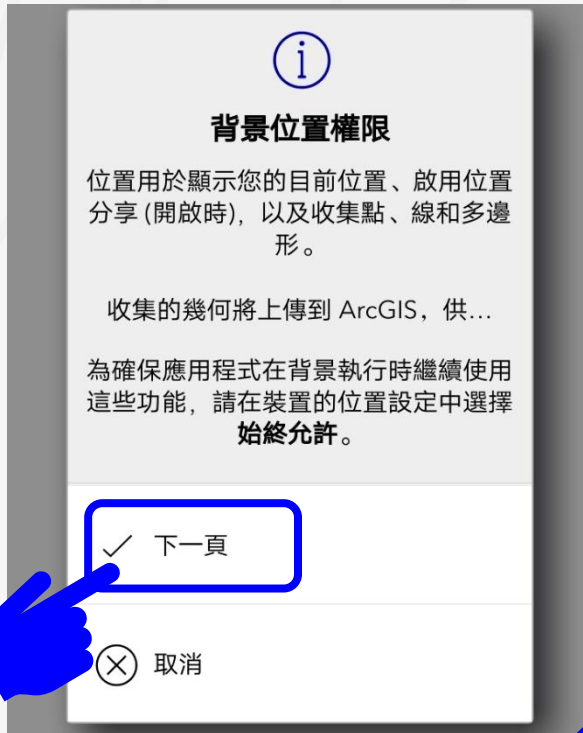 背景位置權限
位置用於顯示您的目前位置、啟用位置
分享 (開啟時)，以及收集點、線和多邊
形。
收集的幾何將上傳到 ArcGIS，供...
為確保應用程式在背景執行時繼續使用
這些功能，請在裝置的位置設定中選擇
始終允許。
下一頁
取消